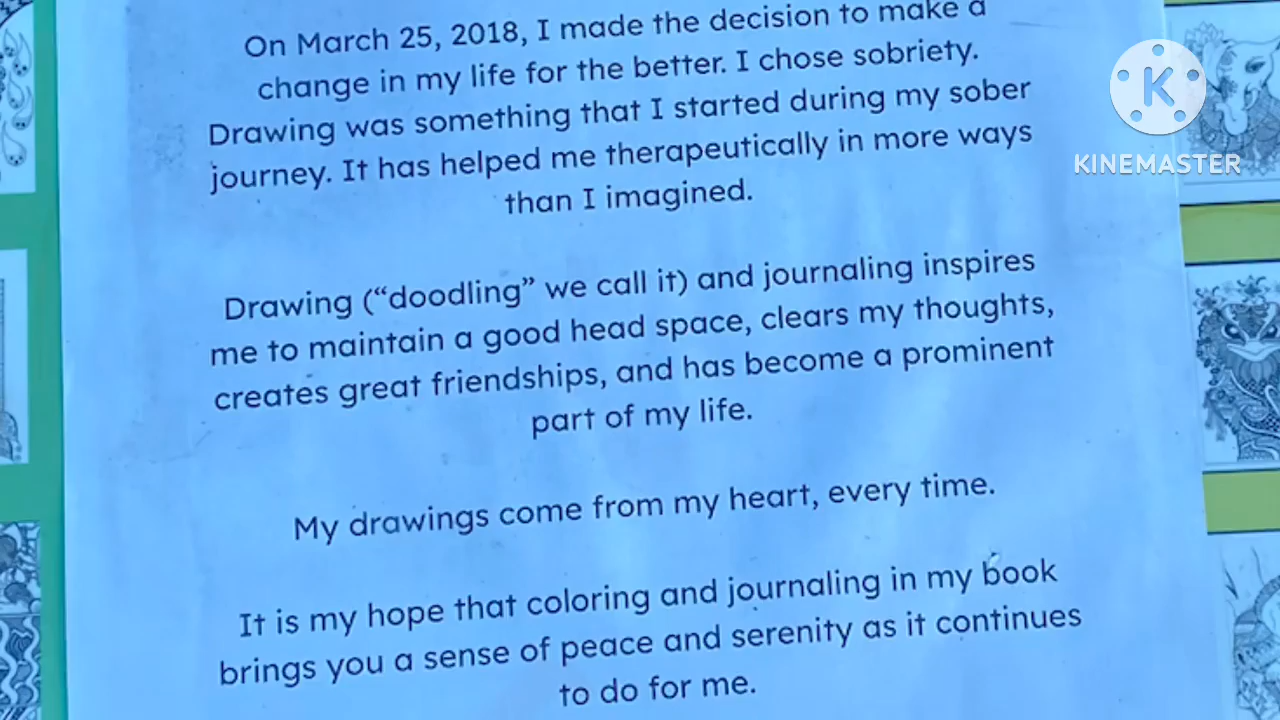 On March 25, 2018, I made the decision to make a
change in my life for the better. I chose sobriety.
Drawing was something that I started during my sober
journey. It has helped me therapeutically in more ways
than I imagined.
Drawing (“doodling” we call it) and journaling inspires
me to maintain a good head space, clears my thoughts,
creates great friendships, and has become a prominent
part of my life.
My drawings come from my heart, every time.
It is my hope that coloring and journaling in my book
brings you a sense of peace and serenity as it continues
to do for me.
K
KINEMASTER